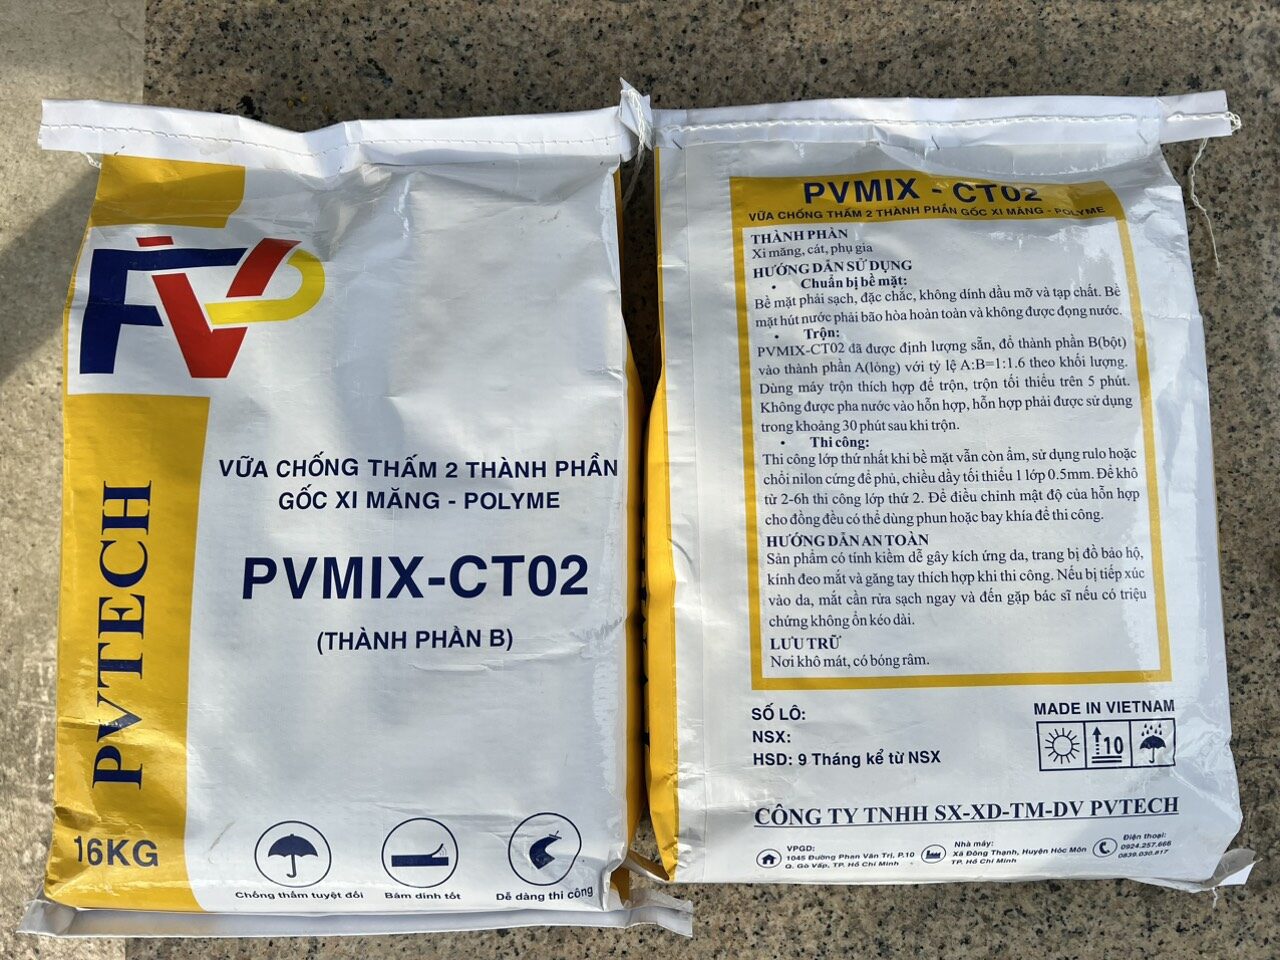 FVP
PVTECH
VỮA CHỐNG THẤM 2 THÀNH PHẦN
GỐC XI MĂNG - POLYME
PVMIX-CT02
(THÀNH PHẦN B)
16KG
Chống thấm tuyệt đối
Bám dính tốt
Dễ dàng thi công
PVMIX - CT02
VỮA CHỐNG THẤM 2 THÀNH PHẦN GỐC XI MĂNG - POLYME
THÀNH PHẦN
Xi măng, cát, phụ gia
HƯỚNG DẪN SỬ DỤNG
• Chuẩn bị bề mặt:
Bề mặt phải sạch, đặc chắc, không dính dầu mỡ và tạp chất. Bề
mặt hút nước phải bão hòa hoàn toàn và không được đọng nước.
• Trộn:
PVMIX-CT02 đã được định lượng sẵn, đổ thành phần B(bột)
vào thành phần A(lỏng) với tỷ lệ A:B=1:1.6 theo khối lượng.
Dùng máy trộn thích hợp để trộn, trộn tối thiểu trên 5 phút.
Không được pha nước vào hỗn hợp, hỗn hợp phải được sử dụng
trong khoảng 30 phút sau khi trộn.
• Thi công:
Thi công lớp thứ nhất khi bề mặt vẫn còn ẩm, sử dụng rulo hoặc
chổi nilon cứng để phủ, chiều dầy tối thiểu 1 lớp 0.5mm. Để khô
từ 2-6h thi công lớp thứ 2. Để điều chỉnh mật độ của hỗn hợp
cho đồng đều có thể dùng phun hoặc bay khía để thi công.
HƯỚNG DẪN AN TOÀN
Sản phẩm có tính kiềm dễ gây kích ứng da, trang bị đồ bảo hộ,
kính đeo mắt và găng tay thích hợp khi thi công. Nếu bị tiếp xúc
vào da, mắt cần rửa sạch ngay và đến gặp bác sĩ nếu có triệu
chứng không ổn kéo dài.
LƯU TRỮ
Nơi khô mát, có bóng râm.
SỐ LÔ:
NSX:
HSD: 9 Tháng kể từ NSX
MADE IN VIETNAM
10
CÔNG TY TNHH SX-XD-TM-DV PVTECH
VPGD:
1045 Đường Phan Văn Trị, P.10
Q. Gò Vấp, TP. Hồ Chí Minh
Nhà máy:
Xã Đông Thạnh, Huyện Hóc Môn
TP. Hồ Chí Minh
Điện thoại:
0924.257.666
0839.030.817